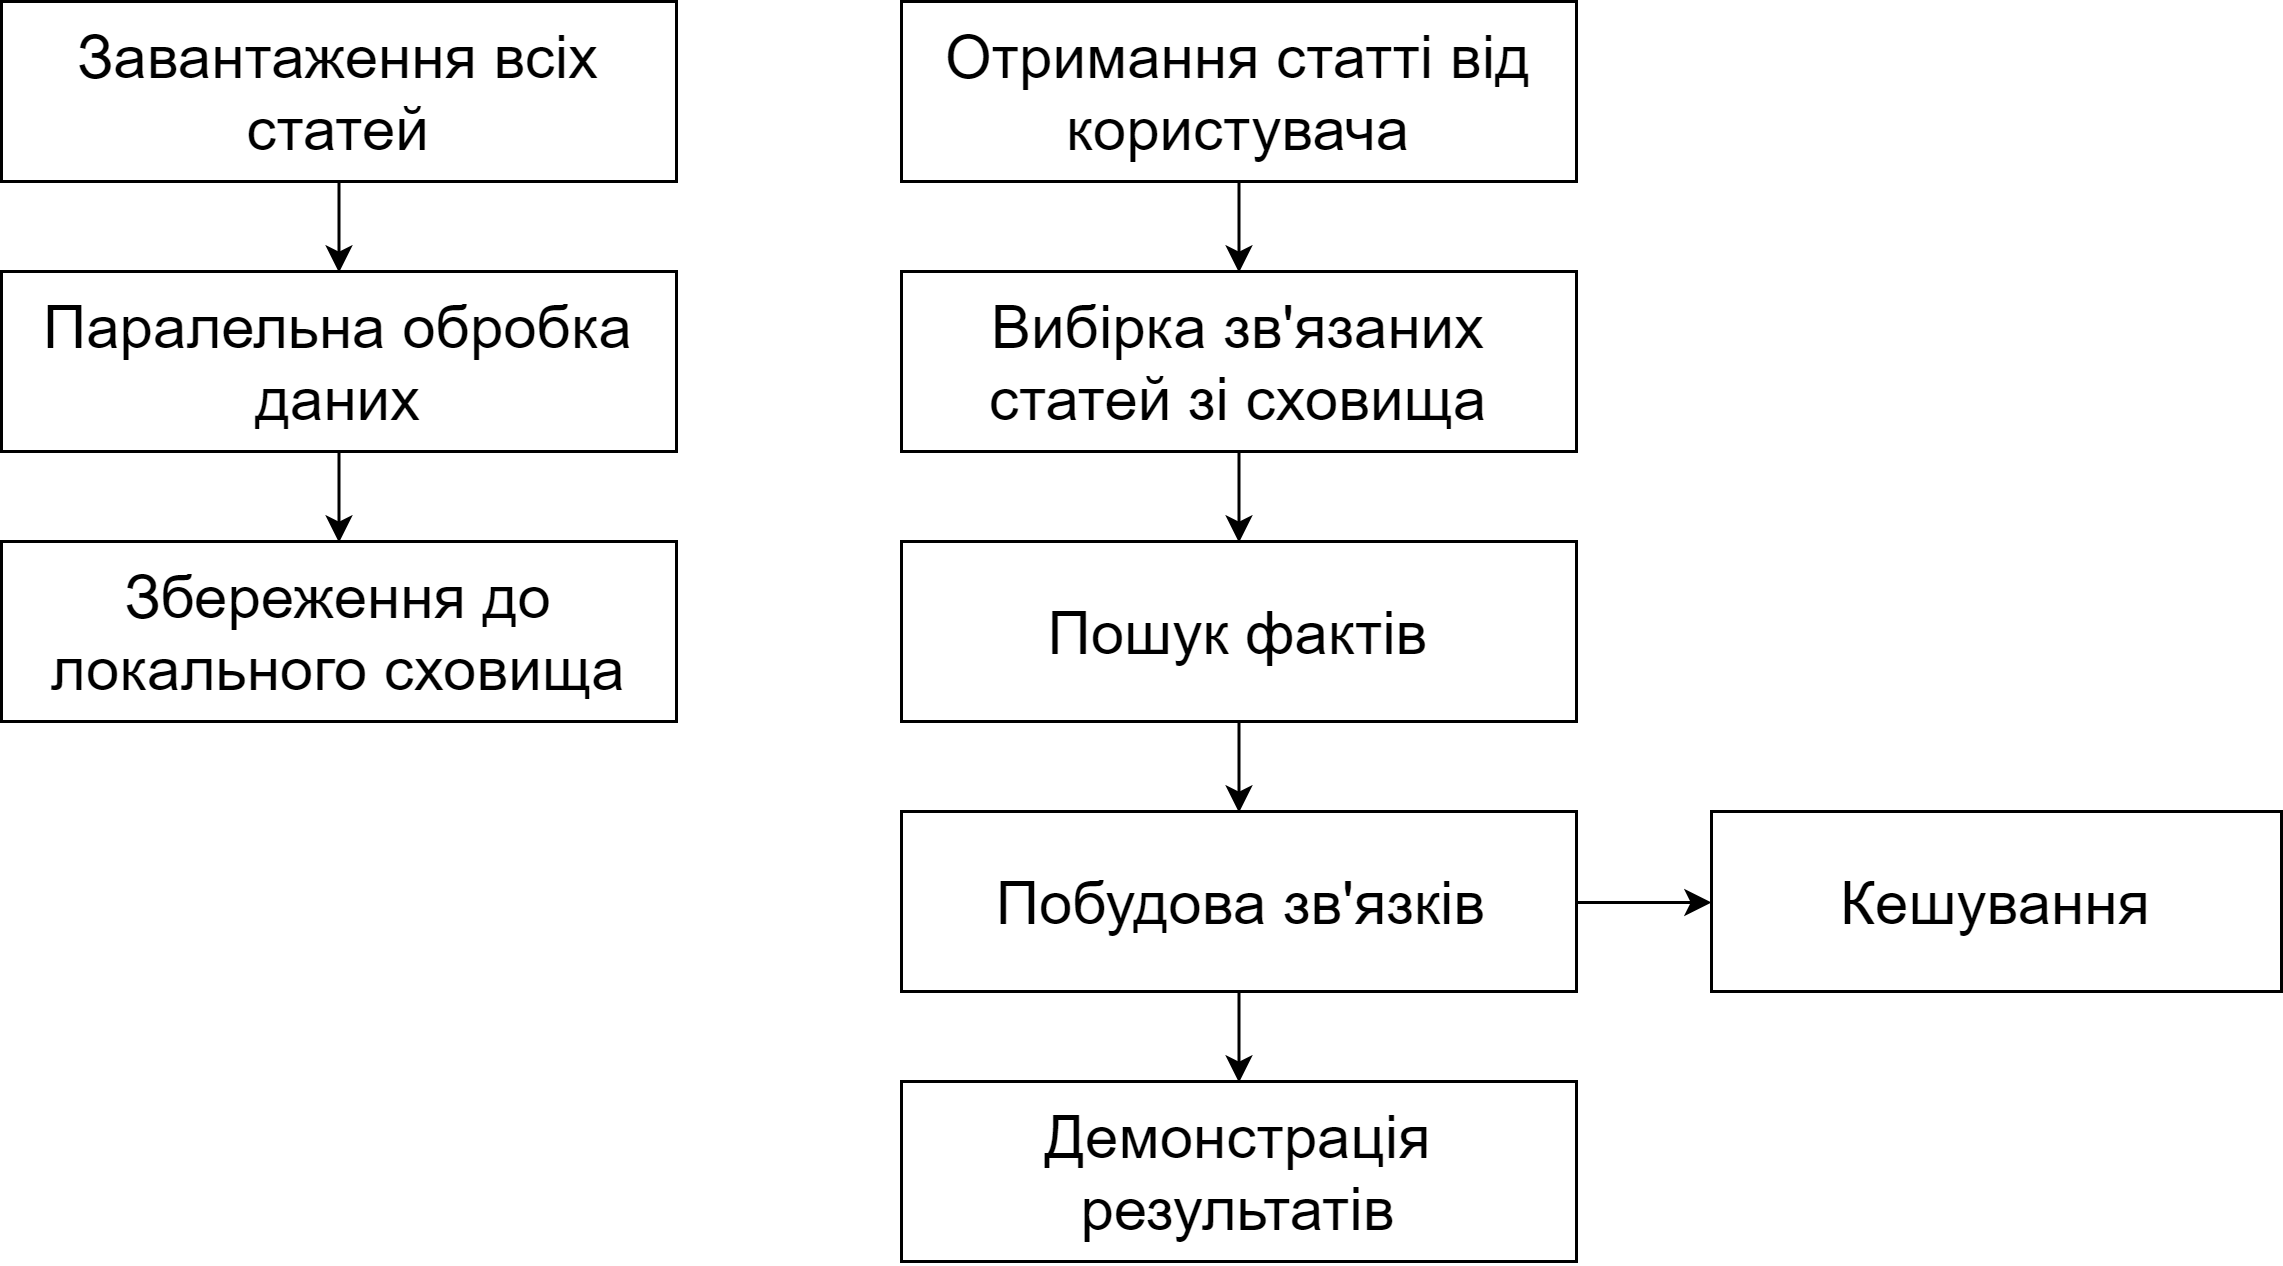 Завантаження всіх
статей
Паралельна обробка
даних
Збереження до
локального сховища
Отримання статті від
користувача
Вибірка зв'язаних
статей зі сховища
Пошук фактів
Побудова зв'язків
Кешування
Демонстрація
результатів